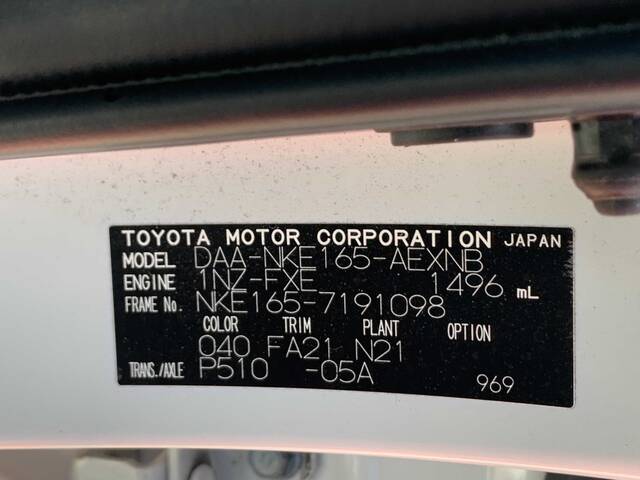 TOYOTA MOTOR CORPORATION JAPAN
MODEL DAA-NKE165-AEXNB
ENGINE 1NZ-FXE 1496 mL
FRAME No. NKE165-7191098
COLOR TRIM PLANT OPTION
040 FA21 N21
TRANS./AXLE P510 -05A 969